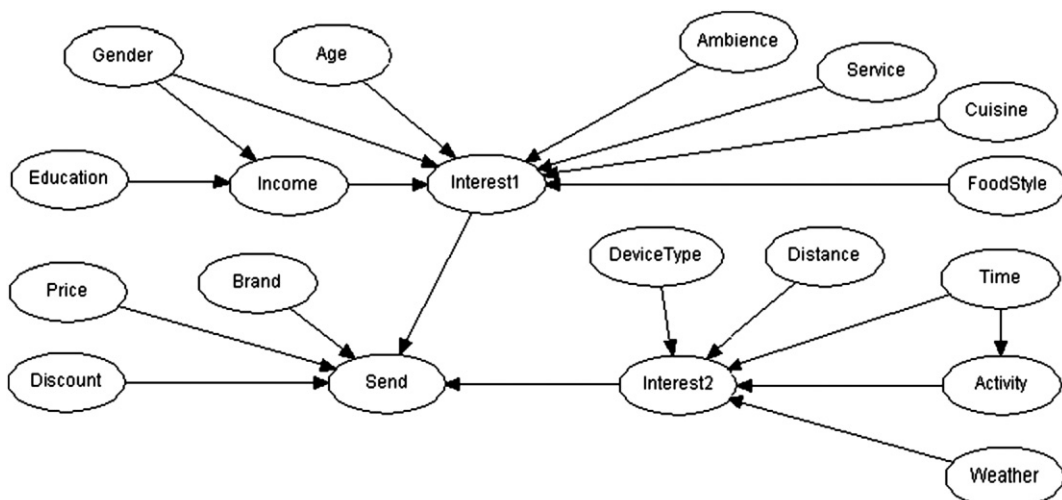 Gender
Age
Ambience
Service
Cuisine
Education
Income
Interest1
FoodStyle
DeviceType
Distance
Time
Price
Brand
Discount
Send
Interest2
Activity
Weather